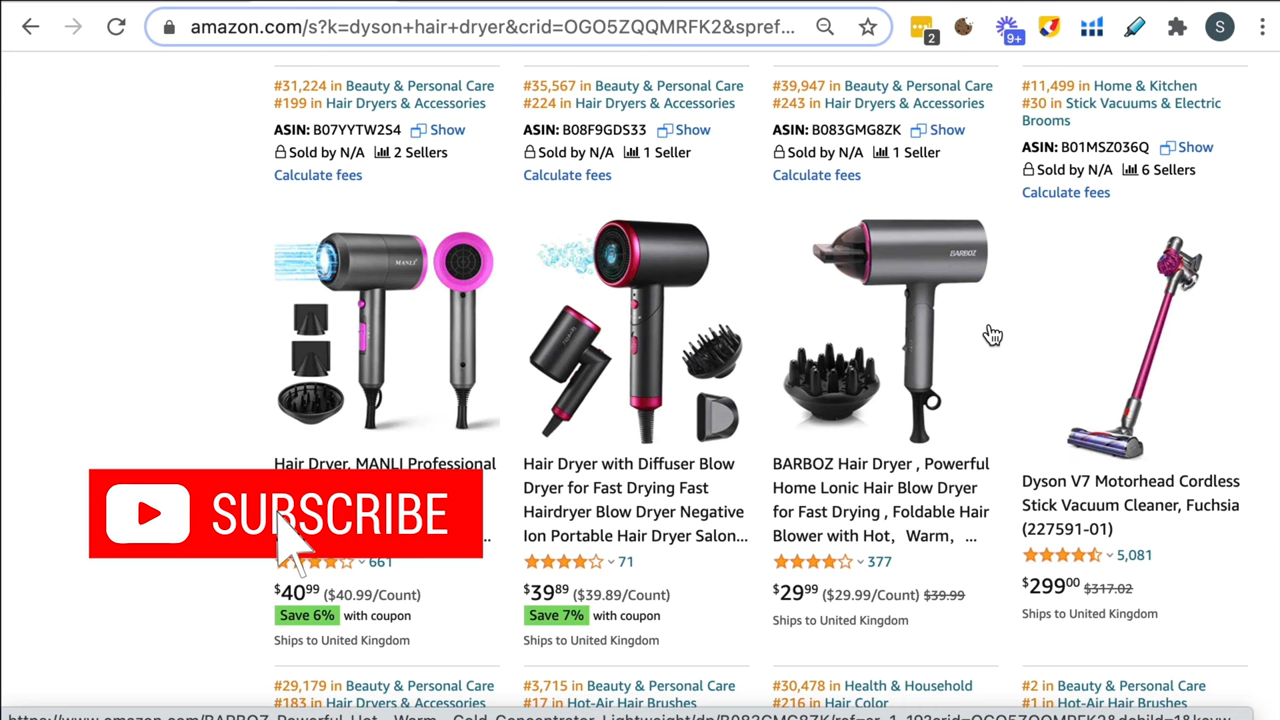 amazon.com/s?k=dyson+hair+dryer&crid=OGO5ZQQMRFK2&spref...
2
9+
S
#31,224 in Beauty & Personal Care
#199 in Hair Dryers & Accessories
ASIN: B07YYTW2S4 Show
Sold by N/A 2 Sellers
Calculate fees
#35,567 in Beauty & Personal Care
#224 in Hair Dryers & Accessories
ASIN: B08F9GDS33 Show
Sold by N/A 1 Seller
Calculate fees
#39,947 in Beauty & Personal Care
#243 in Hair Dryers & Accessories
ASIN: B083GMG8ZK Show
Sold by N/A 1 Seller
Calculate fees
#11,499 in Home & Kitchen
#30 in Stick Vacuums & Electric
Brooms
ASIN: B01MSZ036Q Show
Sold by N/A 6 Sellers
Calculate fees
MANLI
BARBOZ
Hair Dryer, MANLI Professional
SUBSCRIBE
661
$40.99 ($40.99/Count)
Save 6% with coupon
Ships to United Kingdom
Hair Dryer with Diffuser Blow
Dryer for Fast Drying Fast
Hairdryer Blow Dryer Negative
Ion Portable Hair Dryer Salon...
71
$39.89 ($39.89/Count)
Save 7% with coupon
Ships to United Kingdom
BARBOZ Hair Dryer , Powerful
Home Lonic Hair Blow Dryer
for Fast Drying , Foldable Hair
Blower with Hot，Warm，...
377
$29.99 ($29.99/Count) $39.99
Ships to United Kingdom
Dyson V7 Motorhead Cordless
Stick Vacuum Cleaner, Fuchsia
(227591-01)
5,081
$299.00 $317.02
Ships to United Kingdom
#29,179 in Beauty & Personal Care
#183 in Hair Dryers & Accessories
#3,715 in Beauty & Personal Care
#17 in Hot-Air Hair Brushes
#30,478 in Health & Household
#216 in Hair Color
#2 in Beauty & Personal Care
#1 in Hot-Air Hair Brushes